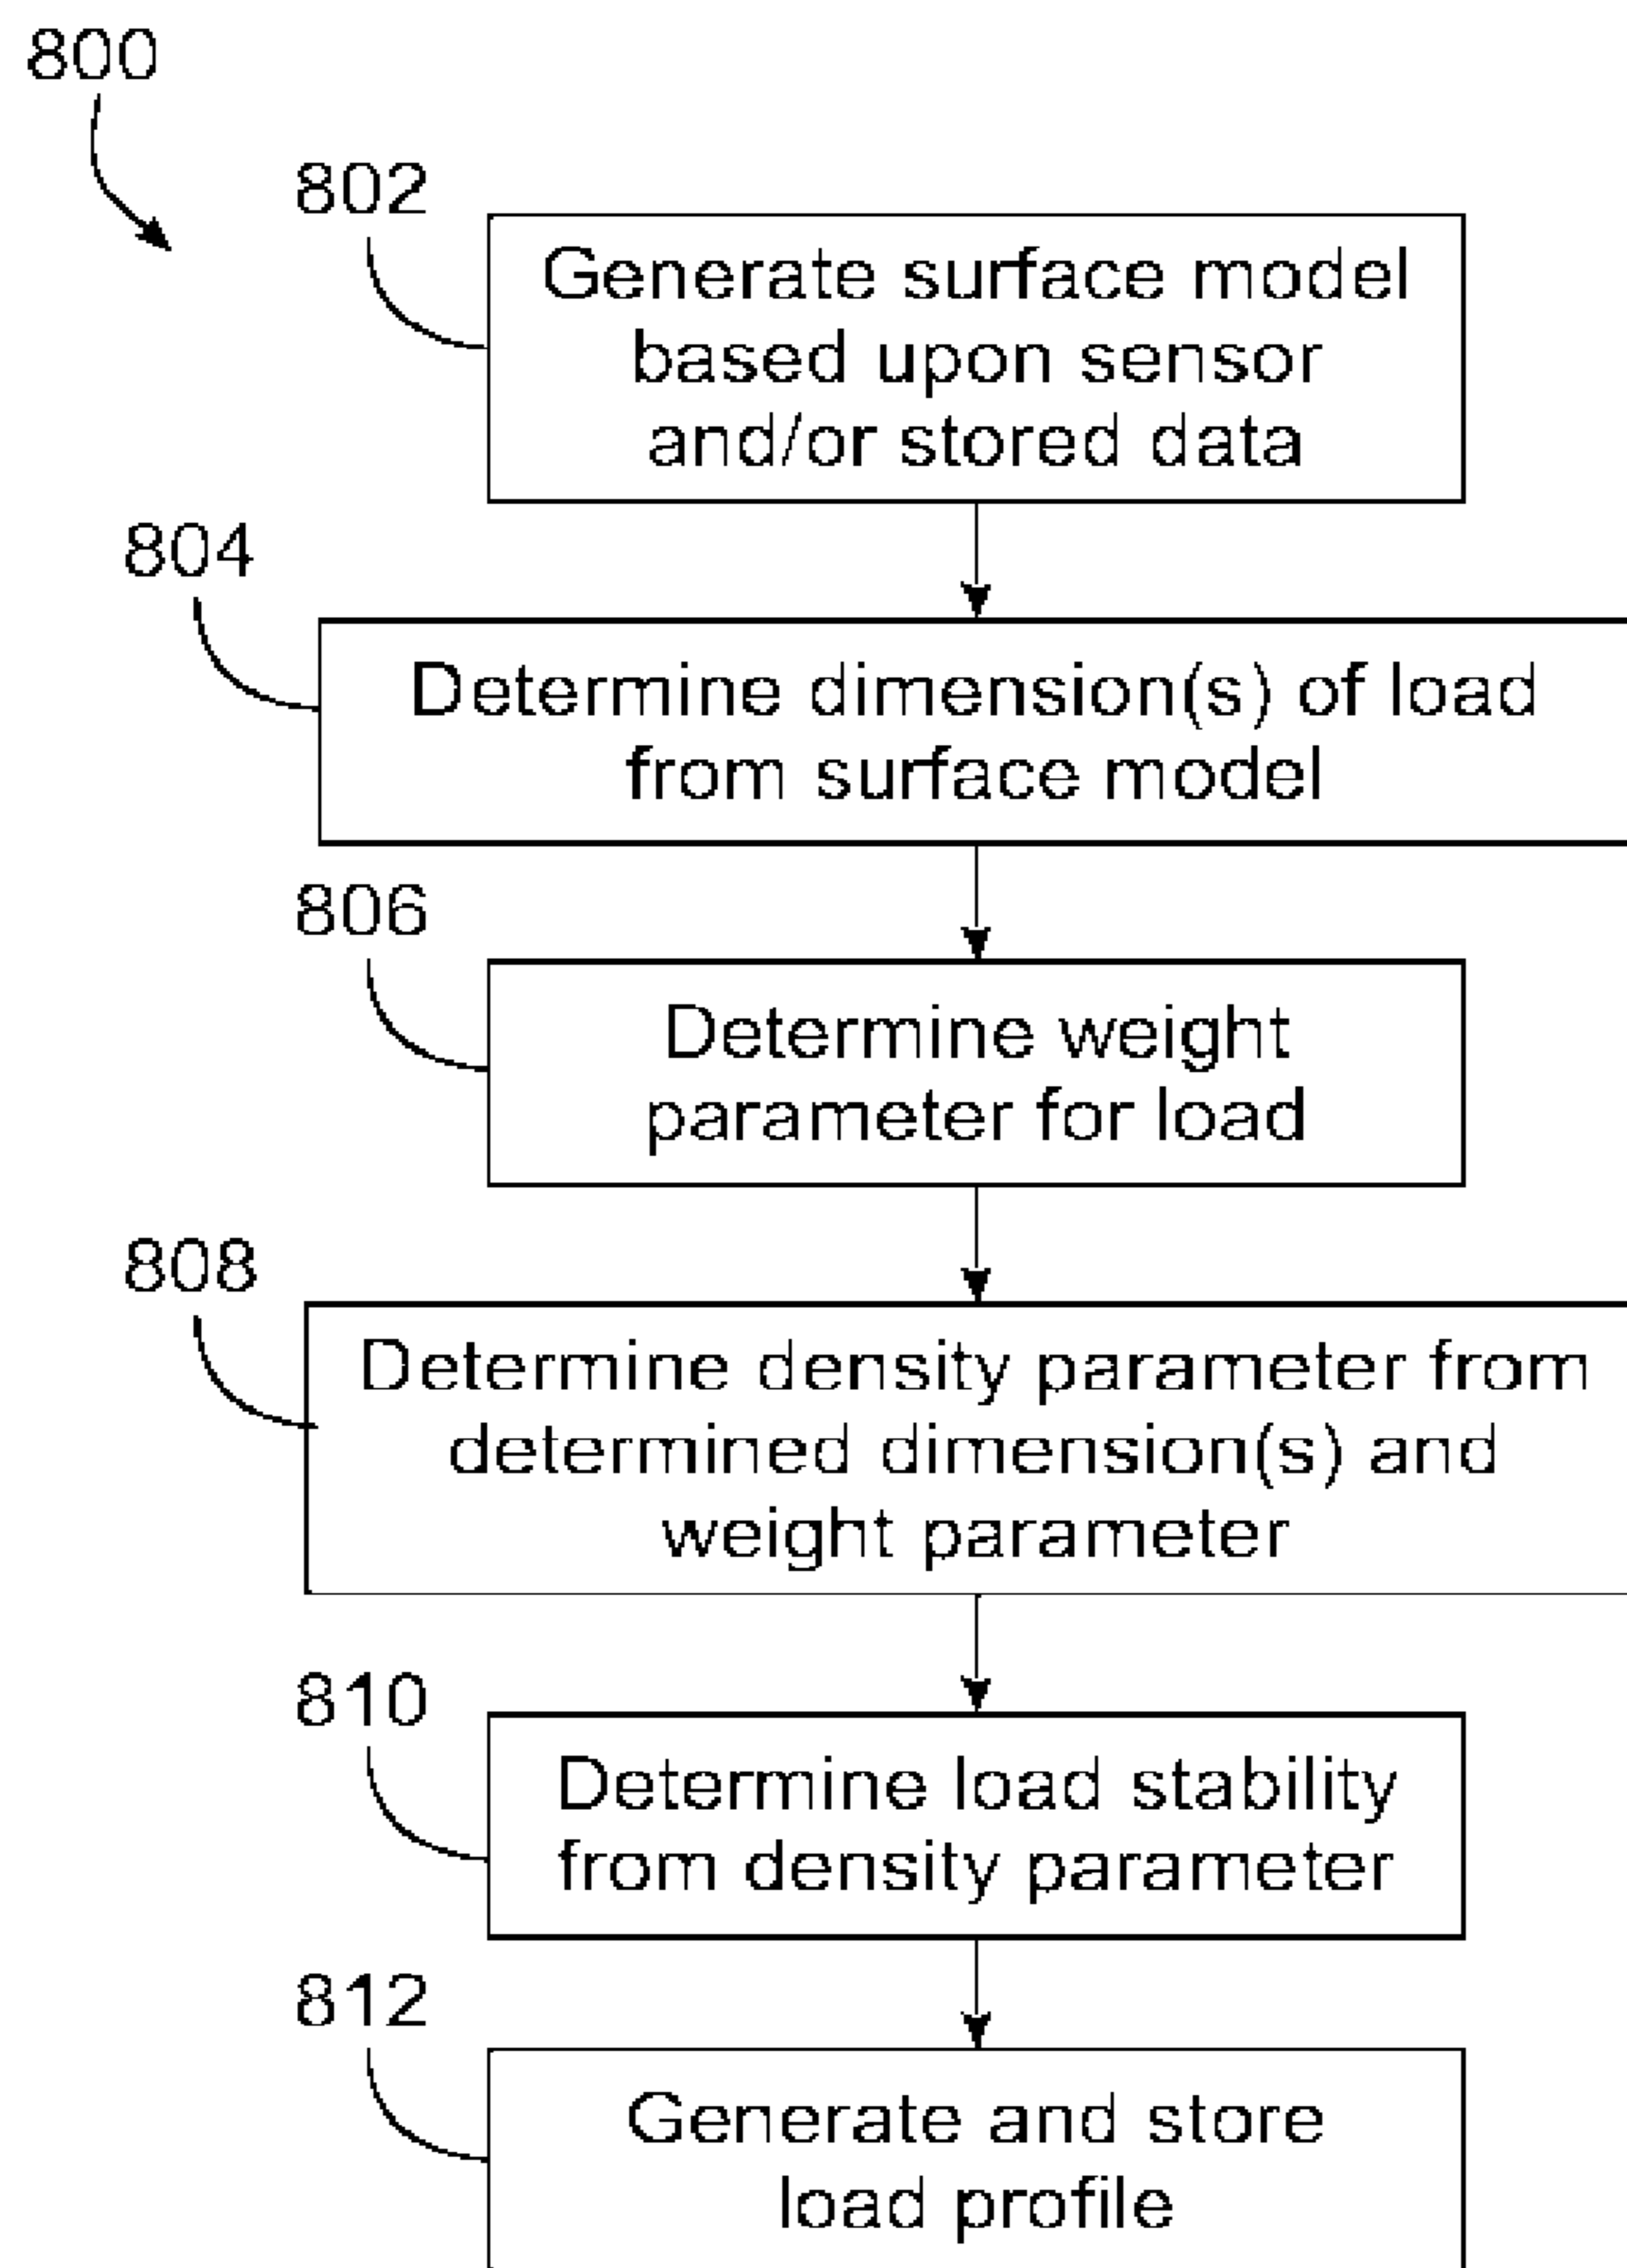 800
802
Generate surface model
based upon sensor
and/or stored data
804
Determine dimension(s) of load
from surface model
806
Determine weight
parameter for load
808
Determine density parameter from
determined dimension(s) and
weight parameter
810
Determine load stability
from density parameter
812
Generate and store
load profile